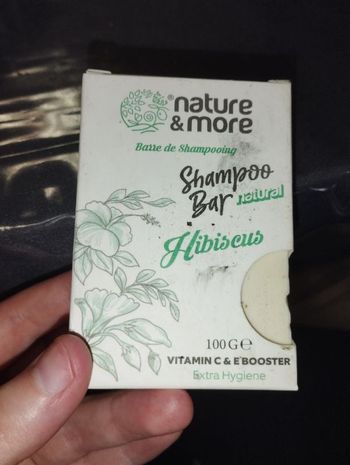 nature
& more
Barre de Shampooing
Shampoo
Bar natural
Hibiscus
100G℮
VITAMIN C & E BOOSTER
Extra Hygiene